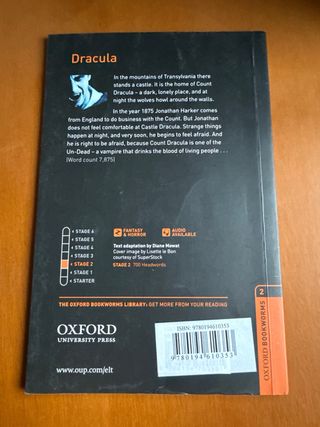 Dracula
In the mountains of Transylvania there
stands a castle. It is the home of Count
Dracula – a dark, lonely place, and at
night the wolves howl around the walls.
In the year 1875 Jonathan Harker comes
from England to do business with the Count. But Jonathan
does not feel comfortable at Castle Dracula. Strange things
happen at night, and very soon, he begins to feel afraid.
And he is right to be afraid, because Count Dracula is one of the
Un-Dead – a vampire that drinks the blood of living people . . .
(Word count 7,875)
STAGE 6
STAGE 5
STAGE 4
STAGE 3
STAGE 2
STAGE 1
STARTER
FANTASY
& HORROR
AUDIO
AVAILABLE
Text adaptation by Diane Mowat
Cover image by Lisette le Bon
courtesy of SuperStock
STAGE 2 700 Headwords
THE OXFORD BOOKWORMS LIBRARY: GET MORE FROM YOUR READING
OXFORD
UNIVERSITY PRESS
www.oup.com/elt
ISBN: 9780194610353
9780194610353
2
OXFORD BOOKWORMS